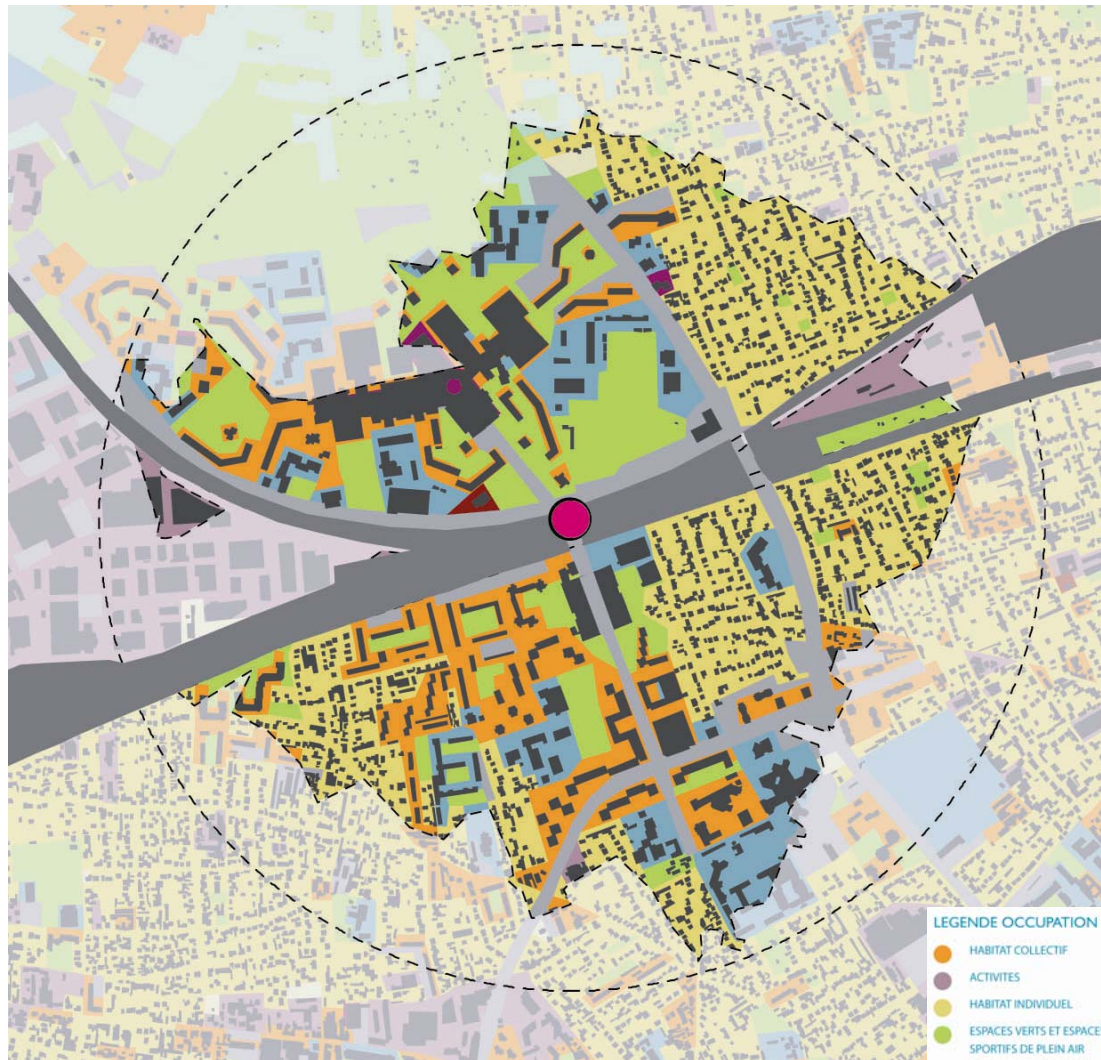 LEGENDE OCCUPATION
HABITAT COLLECTIF
ACTIVITES
HABITAT INDIVIDUEL
ESPACES VERTS ET ESPACE
SPORTIFS DE PLEIN AIR